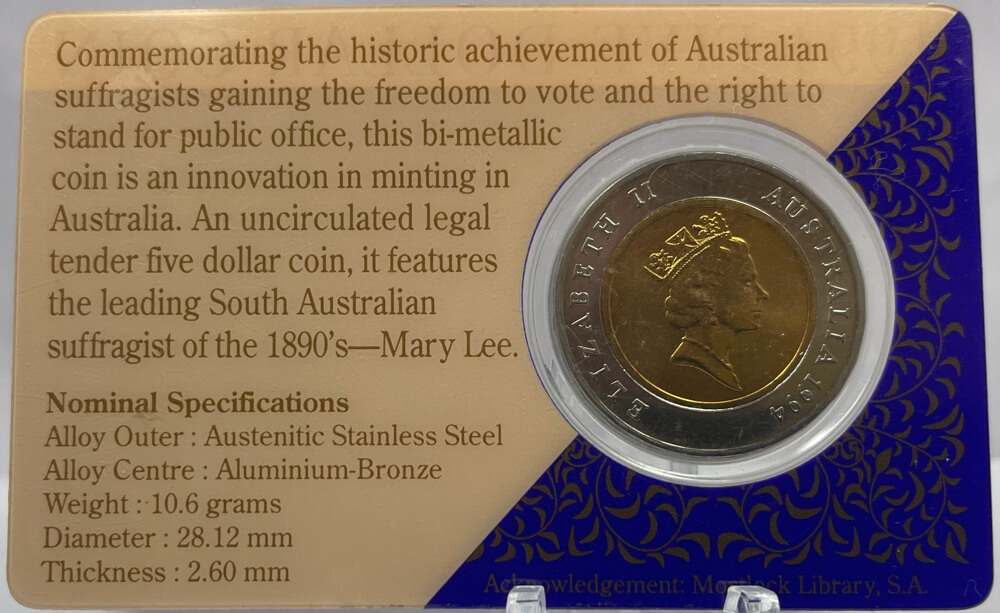 Commemorating the historic achievement of Australian
suffragists gaining the freedom to vote and the right to
stand for public office, this bi-metallic
coin is an innovation in minting in
Australia. An uncirculated legal
tender five dollar coin, it features
the leading South Australian
suffragist of the 1890's—Mary Lee.
Nominal Specifications
Alloy Outer : Austenitic Stainless Steel
Alloy Centre : Aluminium-Bronze
Weight : 10.6 grams
Diameter : 28.12 mm
Thickness : 2.60 mm
ELIZABETH II AUSTRALIA 1994
Acknowledgement: Mortlock Library, S.A.